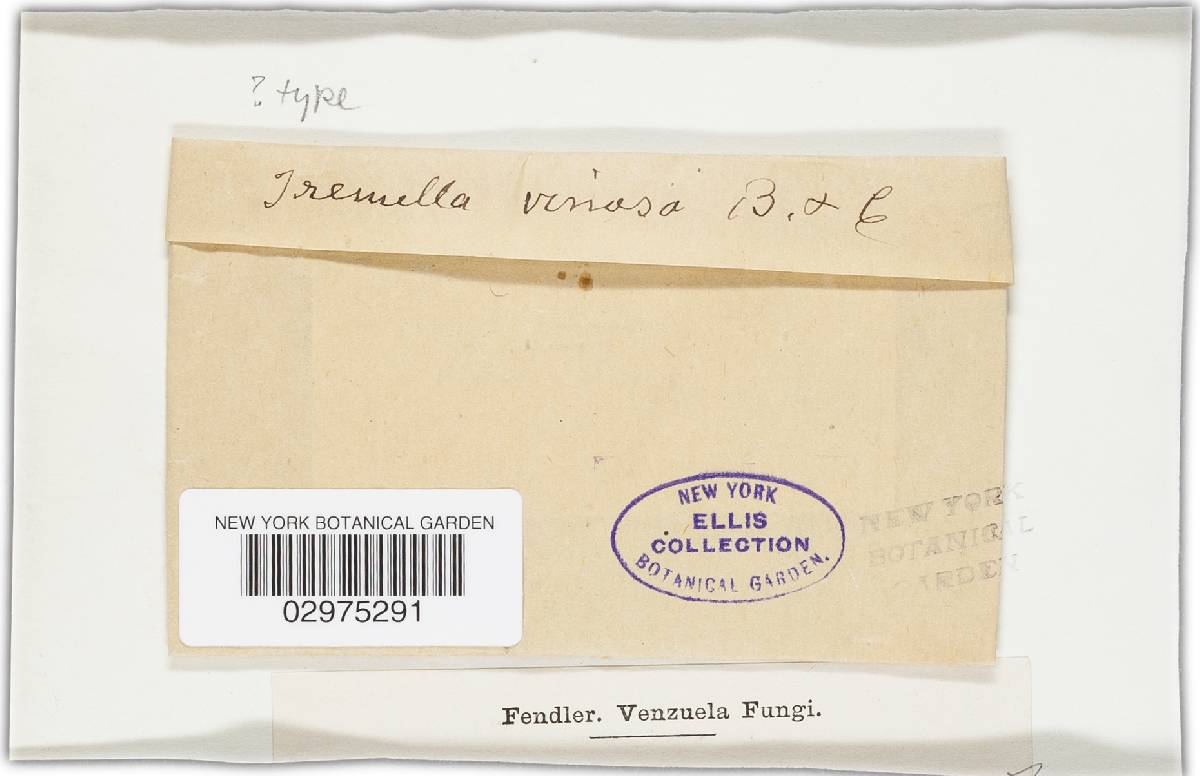 ? type
Tremella vinosa B. & C
NEW YORK BOTANICAL GARDEN
02975291
NEW YORK
ELLIS
COLLECTION
BOTANICAL GARDEN.
NEW YORK
BOTANICAL
GARDEN
Fendler. Venzuela Fungi.